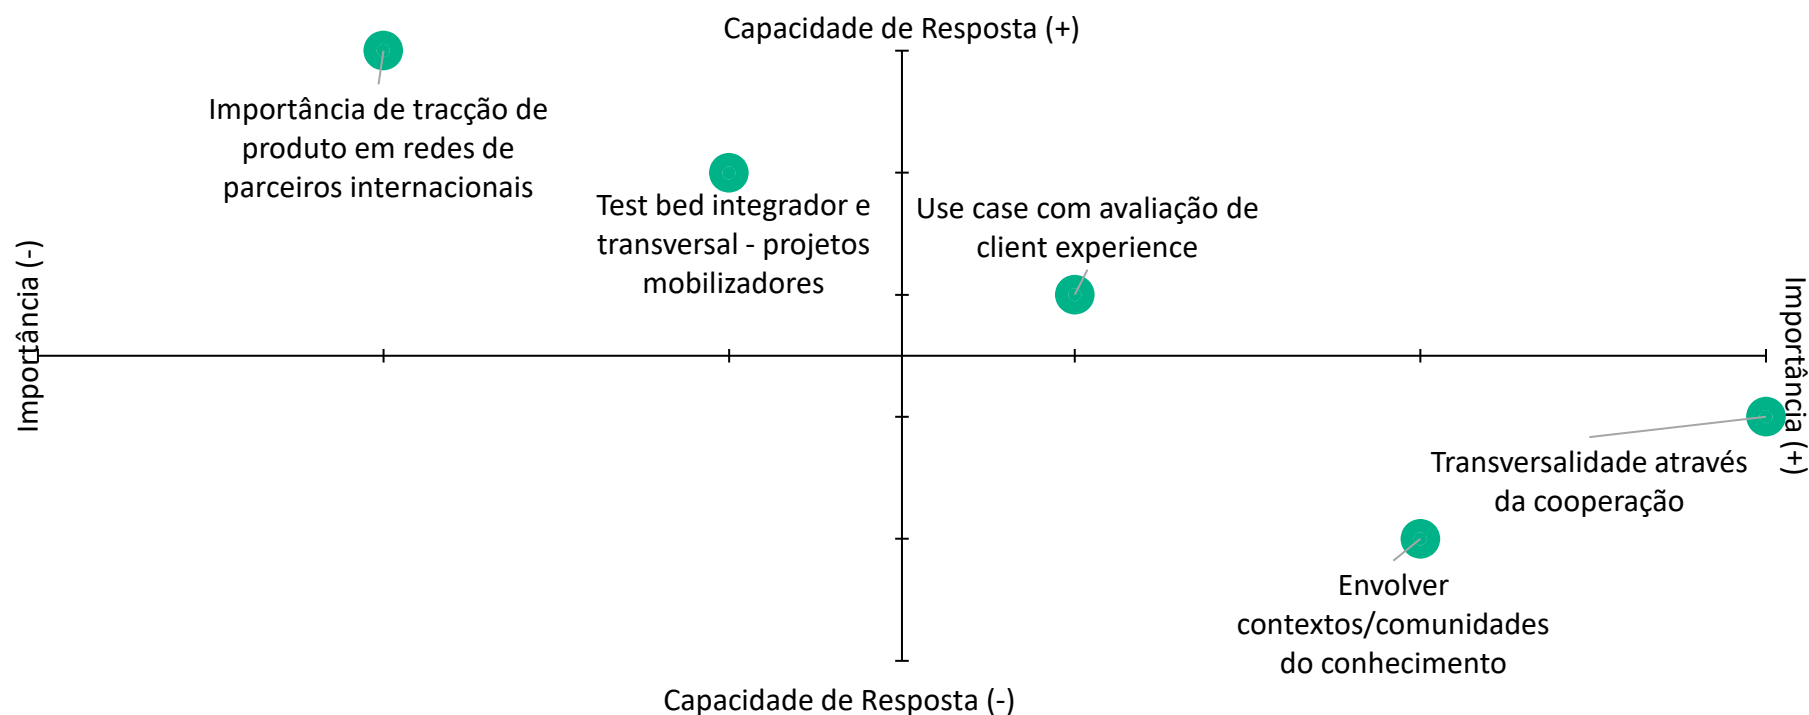 Capacidade de Resposta (+)
Importância de tracção de
produto em redes de
parceiros internacionais
Test bed integrador e
transversal - projetos
mobilizadores
Use case com avaliação de
client experience
Importância (-)
Importância (+)
Transversalidade através
da cooperação
Envolver
contextos/comunidades
do conhecimento
Capacidade de Resposta (-)